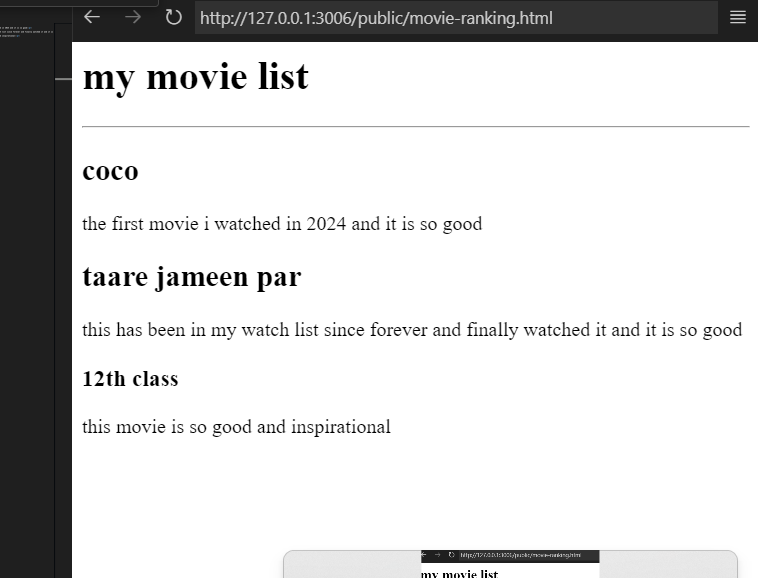 http://127.0.0.1:3006/public/movie-ranking.html
my movie list
coco
the first movie i watched in 2024 and it is so good
taare jameen par
this has been in my watch list since forever and finally watched it and it is so good
12th class
this movie is so good and inspirational
http://127.0.0.1:3006/public/movie-ranking.html
my movie list